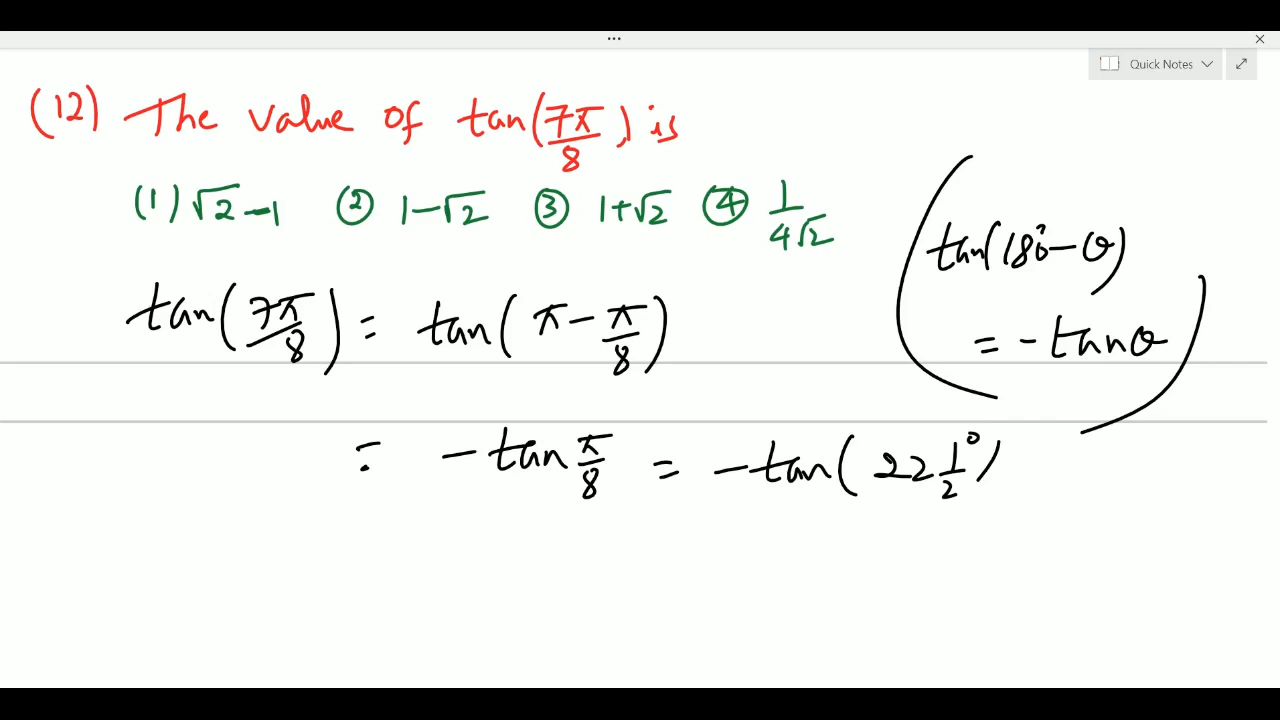 ...
Quick Notes
(12) The value of tan(7π/8) is
(1) √2-1 ② 1-√2 ③ 1+√2 ④ 1/4√2
tan(180°-θ)
= -tanθ
tan(7π/8) = tan(π-π/8)
= -tan π/8 = -tan(22 1/2°)